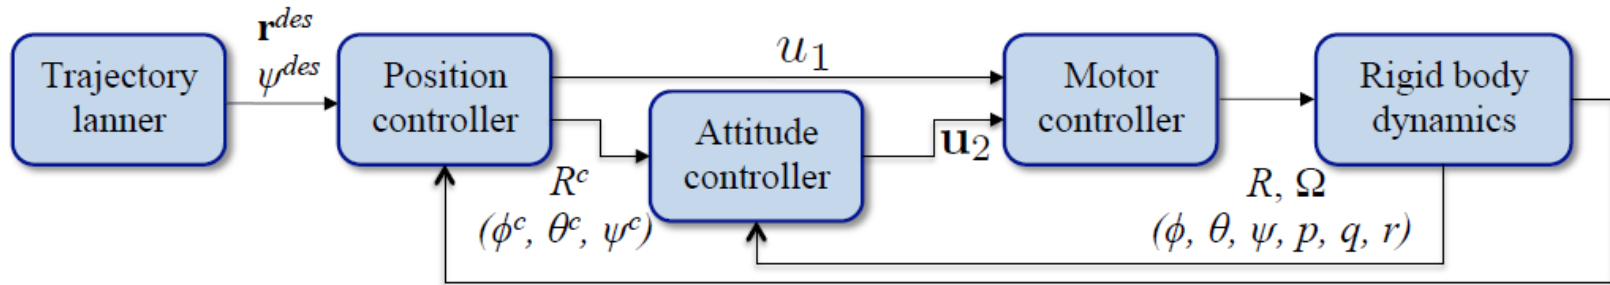 Trajectory
lanner
r^des
ψ^des
Position
controller
u₁
R^c
(ϕ^c, θ^c, ψ^c)
Attitude
controller
u₂
Motor
controller
Rigid body
dynamics
R, Ω
(ϕ, θ, ψ, p, q, r)